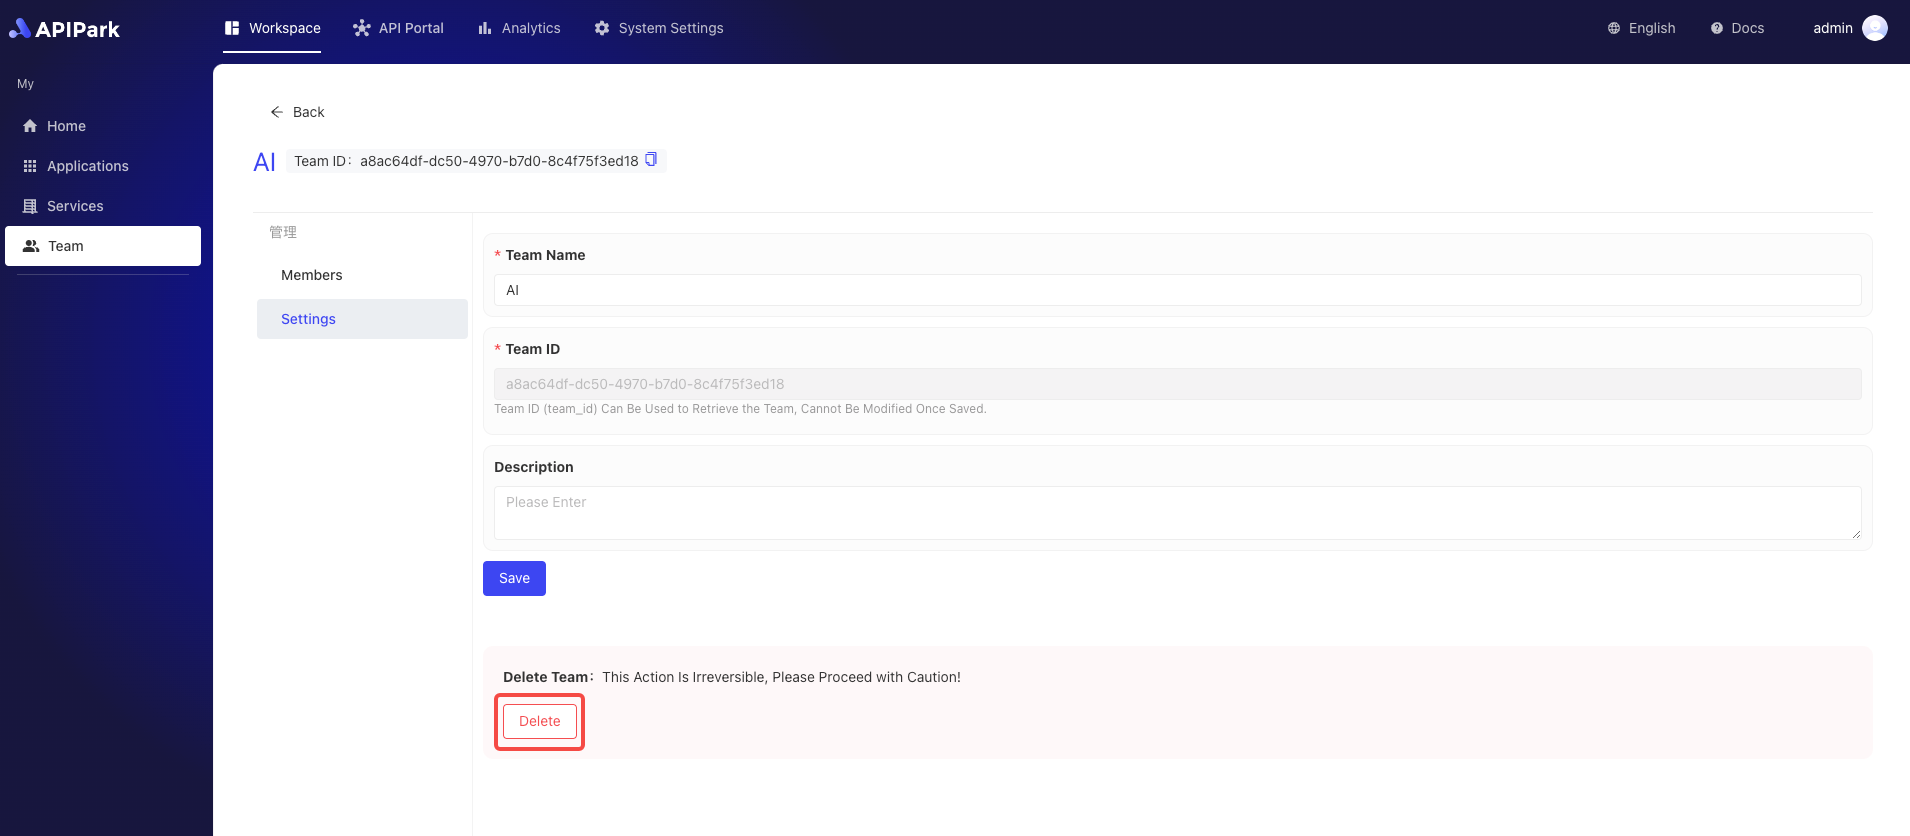 APIPark
Workspace
API Portal
Analytics
System Settings
English
Docs
admin
My
Home
Applications
Services
Team
Back
AI
Team ID: a8ac64df-dc50-4970-b7d0-8c4f75f3ed18
管理
Members
Settings
* Team Name
AI
* Team ID
a8ac64df-dc50-4970-b7d0-8c4f75f3ed18
Team ID (team_id) Can Be Used to Retrieve the Team, Cannot Be Modified Once Saved.
Description
Please Enter
Save
Delete Team: This Action Is Irreversible, Please Proceed with Caution!
Delete